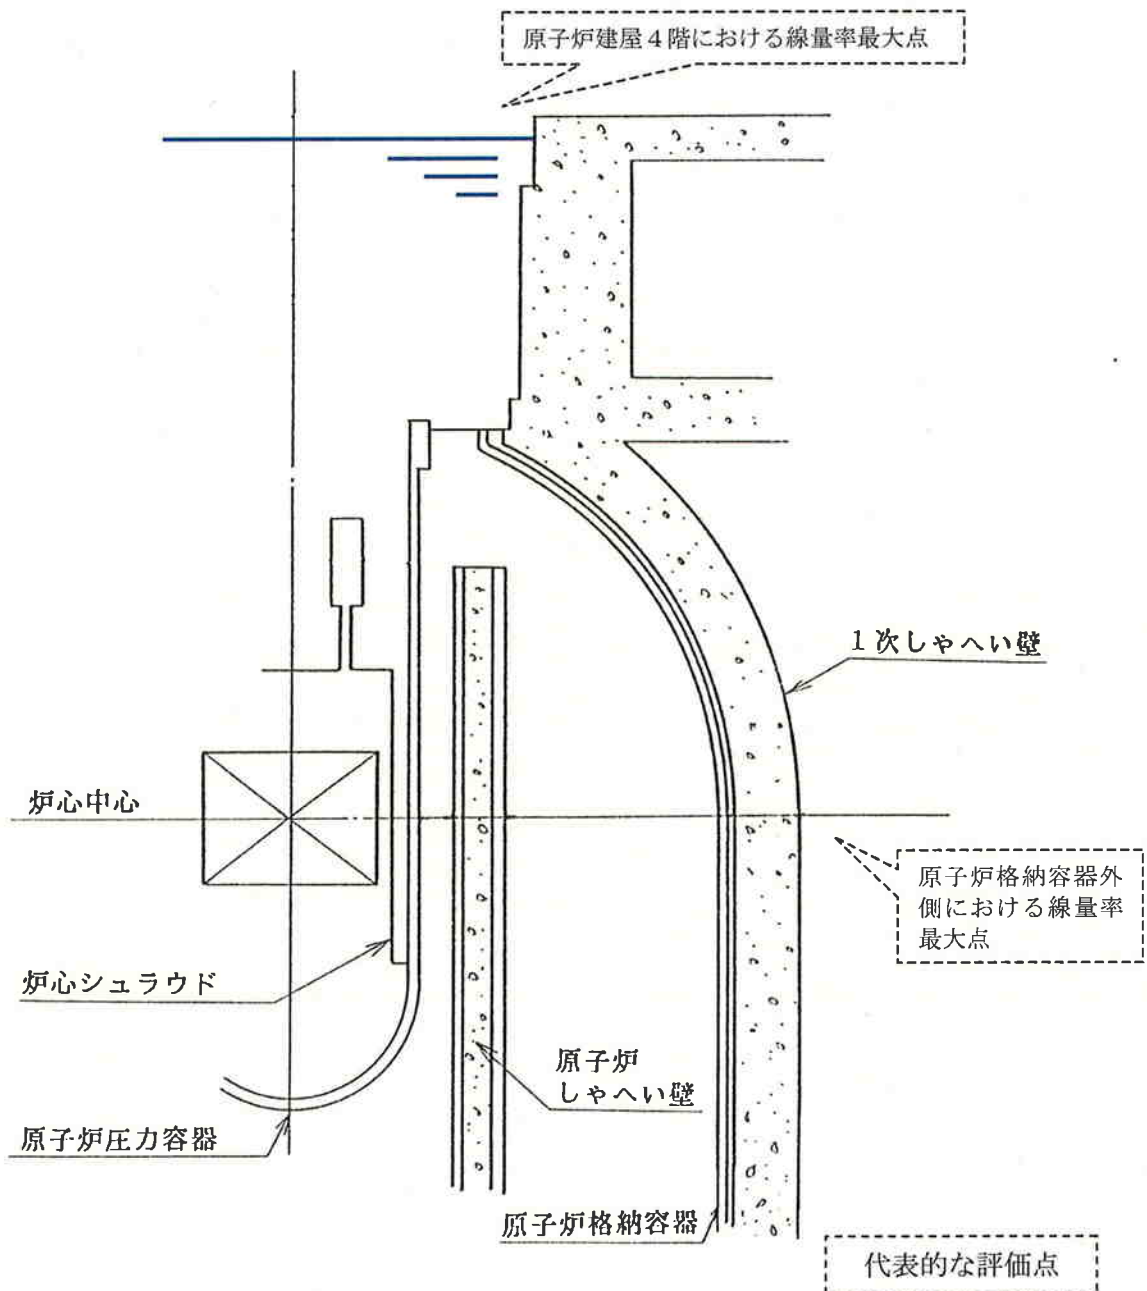 原子炉建屋4階における線量率最大点
1次しゃへい壁
炉心中心
原子炉格納容器外
側における線量率
最大点
炉心シュラウド
原子炉
しゃへい壁
原子炉圧力容器
原子炉格納容器
代表的な評価点